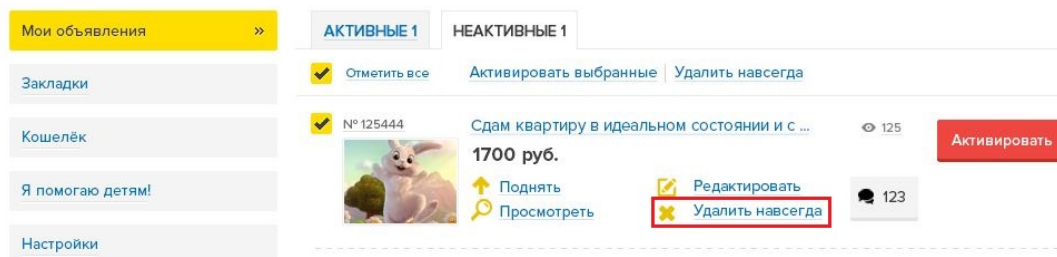 Мои объявления »
Закладки
Кошелёк
Я помогаю детям!
Настройки
АКТИВНЫЕ 1 НЕАКТИВНЫЕ 1
Отметить все Активировать выбранные Удалить навсегда
№ 125444 Сдам квартиру в идеальном состоянии и с ... 125
1700 руб.
Активировать
Поднять Редактировать
Просмотреть Удалить навсегда
123